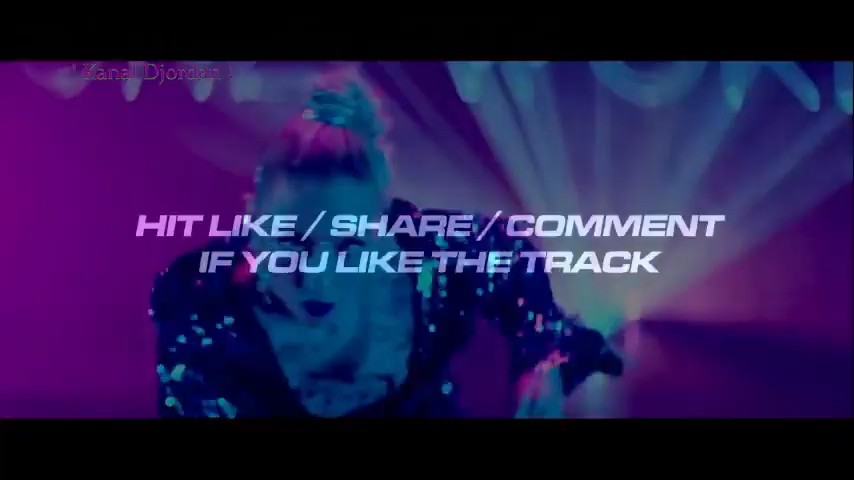 ' Kanal Djordan '
HIT LIKE / SHARE / COMMENT
IF YOU LIKE THE TRACK